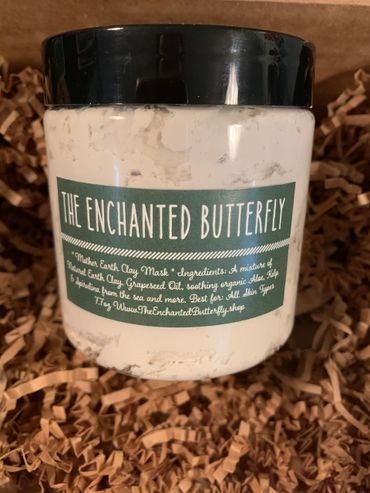 THE ENCHANTED BUTTERFLY
* Mother Earth Clay Mask * Ingredients: A mixture of
Natural Earth Clay, Grapeseed Oil, soothing organic Aloe, Kelp
& Spirulina from the sea and more. Best for: All Skin Types
7.7oz Www.TheEnchantedButterfly.shop